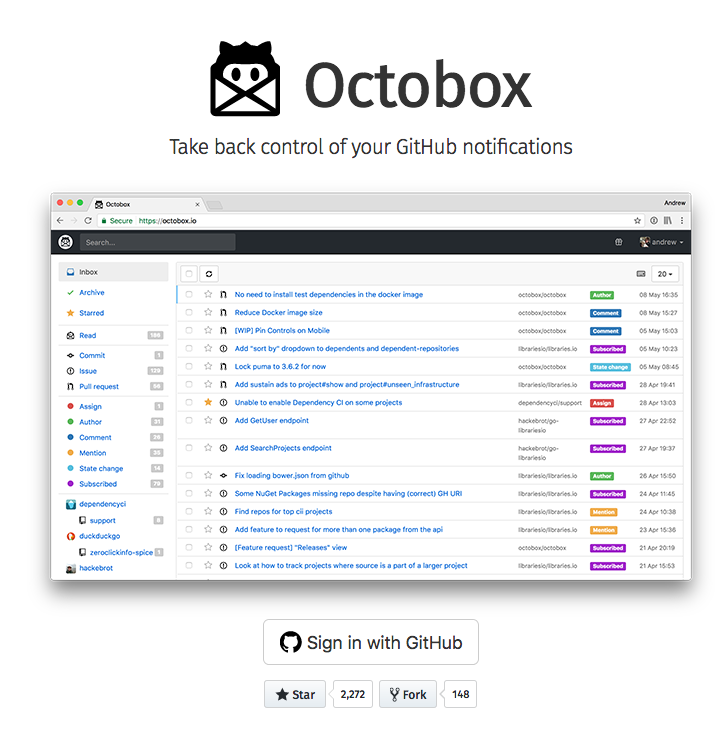 Octobox
Take back control of your GitHub notifications
Octobox
Andrew
Secure https://octobox.io
Search...
andrew
Inbox
20
Archive
No need to install test dependencies in the docker image octobox/octobox Author 08 May 16:35
Starred
Reduce Docker image size octobox/octobox Comment 08 May 15:27
Read
[WIP] Pin Controls on Mobile octobox/octobox Comment 05 May 15:03
Commit 1
Add "sort by" dropdown to dependents and dependent-repositories librariesio/libraries.io Subscribed 05 May 10:23
Issue
Lock puma to 3.6.2 for now octobox/octobox State change 05 May 08:45
Pull request
Add sustain ads to project#show and project#unseen_infrastructure librariesio/libraries.io Subscribed 28 Apr 19:41
Assign 1
Unable to enable Dependency CI on some projects dependencyci/support Assign 28 Apr 13:03
Author
Add GetUser endpoint hackebrot/go-librariesio Subscribed 27 Apr 22:52
Comment
Mention
Add SearchProjects endpoint hackebrot/go-librariesio Subscribed 27 Apr 19:37
State change 14
Subscribed 79
Fix loading bower.json from github librariesio/libraries.io Author 26 Apr 15:50
dependencyci
Some NuGet Packages missing repo despite having (correct) GH URI librariesio/libraries.io Subscribed 24 Apr 11:45
support
Find repos for top cii projects librariesio/libraries.io Mention 24 Apr 10:38
duckduckgo
Add feature to request for more than one package from the api librariesio/libraries.io Mention 23 Apr 15:36
zeroclickinfo-spice 1
[Feature request] "Releases" view octobox/octobox Subscribed 21 Apr 20:19
hackebrot
Look at how to track projects where source is a part of a larger project librariesio/libraries.io Subscribed 21 Apr 15:53
Sign in with GitHub
Star 2,272 Fork 148